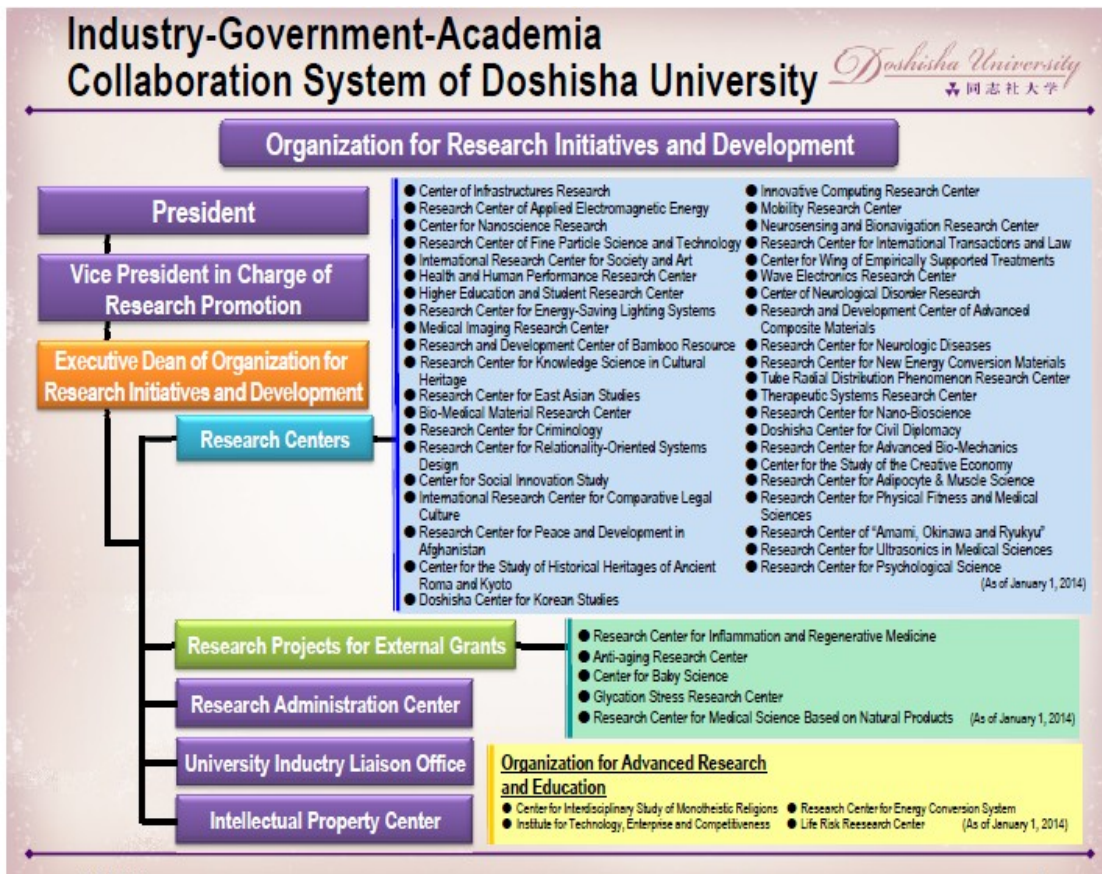 Industry-Government-Academia
Collaboration System of Doshisha University
Doshisha University
同志社大学
Organization for Research Initiatives and Development
President
Vice President in Charge of
Research Promotion
Executive Dean of Organization for
Research Initiatives and Development
Research Centers
● Center of Infrastructures Research
● Research Center of Applied Electromagnetic Energy
● Center for Nanoscience Research
● Research Center of Fine Particle Science and Technology
● International Research Center for Society and Art
● Health and Human Performance Research Center
● Higher Education and Student Research Center
● Research Center for Energy-Saving Lighting Systems
● Medical Imaging Research Center
● Research and Development Center of Bamboo Resource
● Research Center for Knowledge Science in Cultural
Heritage
● Research Center for East Asian Studies
● Bio-Medical Material Research Center
● Research Center for Criminology
● Research Center for Relationality-Oriented Systems
Design
● Center for Social Innovation Study
● International Research Center for Comparative Legal
Culture
● Research Center for Peace and Development in
Afghanistan
● Center for the Study of Historical Heritages of Ancient
Roma and Kyoto
● Doshisha Center for Korean Studies
● Innovative Computing Research Center
● Mobility Research Center
● Neurosensing and Bionavigation Research Center
● Research Center for International Transactions and Law
● Center for Wing of Empirically Supported Treatments
● Wave Electronics Research Center
● Center of Neurological Disorder Research
● Research and Development Center of Advanced
Composite Materials
● Research Center for Neurologic Diseases
● Research Center for New Energy Conversion Materials
● Tube Radial Distribution Phenomenon Research Center
● Therapeutic Systems Research Center
● Research Center for Nano-Bioscience
● Doshisha Center for Civil Diplomacy
● Research Center for Advanced Bio-Mechanics
● Center for the Study of the Creative Economy
● Research Center for Adipocyte & Muscle Science
● Research Center for Physical Fitness and Medical
Sciences
● Research Center of "Amami, Okinawa and Ryukyu"
● Research Center for Ultrasonics in Medical Sciences
● Research Center for Psychological Science
(As of January 1, 2014)
Research Projects for External Grants
● Research Center for Inflammation and Regenerative Medicine
● Anti-aging Research Center
● Center for Baby Science
● Glycation Stress Research Center
● Research Center for Medical Science Based on Natural Products (As of January 1, 2014)
Research Administration Center
University Industry Liaison Office
Intellectual Property Center
Organization for Advanced Research
and Education
● Center for Interdisciplinary Study of Monotheistic Religions ● Research Center for Energy Conversion System
● Institute for Technology, Enterprise and Competitiveness ● Life Risk Reesearch Center (As of January 1, 2014)